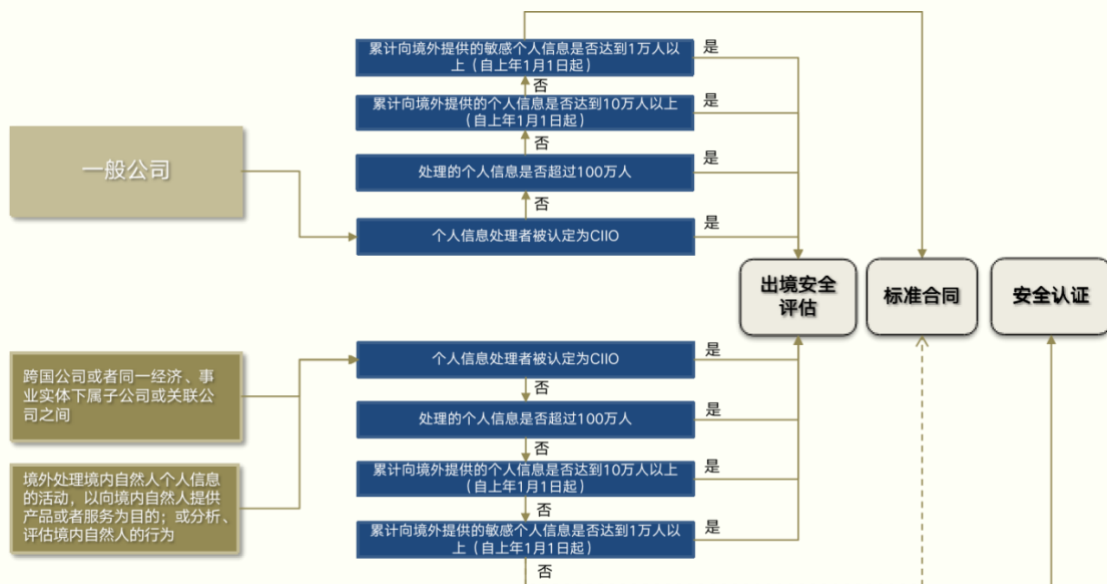 累计向境外提供的敏感个人信息是否达到1万人以
上（自上年1月1日起）
是
否
累计向境外提供的个人信息是否达到10万人以上
（自上年1月1日起）
是
否
一般公司
处理的个人信息是否超过100万人
是
否
个人信息处理者被认定为CIIO
是
出境安全
评估
标准合同
安全认证
跨国公司或者同一经济、事
业实体下属子公司或关联公
司之间
个人信息处理者被认定为CIIO
是
否
处理的个人信息是否超过100万人
是
否
境外处理境内自然人个人信息
的活动，以向境内自然人提供
产品或者服务为目的；或分析、
评估境内自然人的行为
累计向境外提供的个人信息是否达到10万人以上
（自上年1月1日起）
是
否
累计向境外提供的敏感个人信息是否达到1万人以
上（自上年1月1日起）
是
否